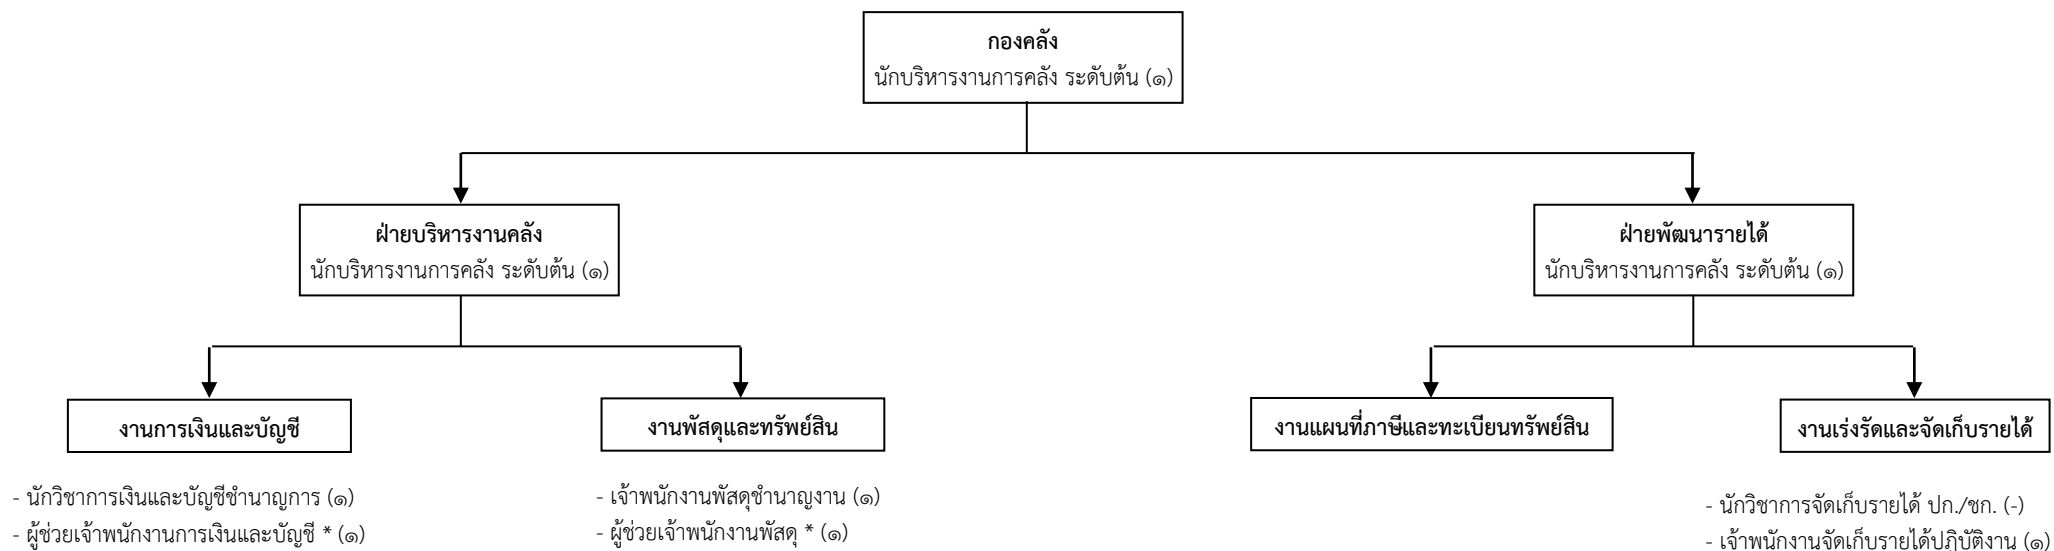 กองคลัง
นักบริหารงานการคลัง ระดับต้น (๑)
ฝ่ายบริหารงานคลัง
นักบริหารงานการคลัง ระดับต้น (๑)
ฝ่ายพัฒนารายได้
นักบริหารงานการคลัง ระดับต้น (๑)
งานการเงินและบัญชี
งานพัสดุและทรัพย์สิน
งานแผนที่ภาษีและทะเบียนทรัพย์สิน
งานเร่งรัดและจัดเก็บรายได้
- นักวิชาการเงินและบัญชีชำนาญการ (๑)
- ผู้ช่วยเจ้าพนักงานการเงินและบัญชี * (๑)
- เจ้าพนักงานพัสดุชำนาญงาน (๑)
- ผู้ช่วยเจ้าพนักงานพัสดุ * (๑)
- นักวิชาการจัดเก็บรายได้ ปก./ชก. (-)
- เจ้าพนักงานจัดเก็บรายได้ปฏิบัติงาน (๑)